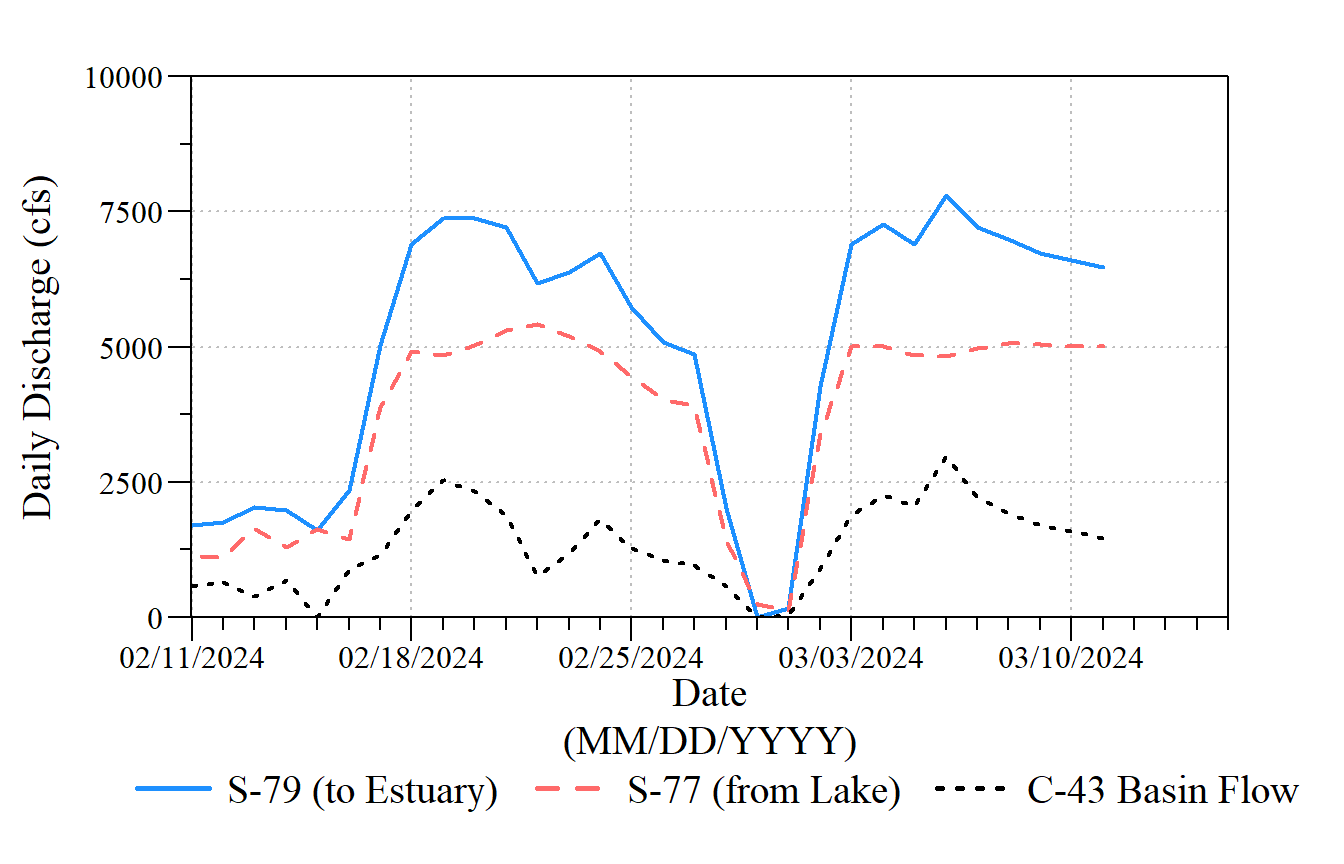 10000
7500
5000
2500
0
Daily Discharge (cfs)
02/11/2024 02/18/2024 02/25/2024 03/03/2024 03/10/2024
Date
(MM/DD/YYYY)
S-79 (to Estuary) S-77 (from Lake) C-43 Basin Flow